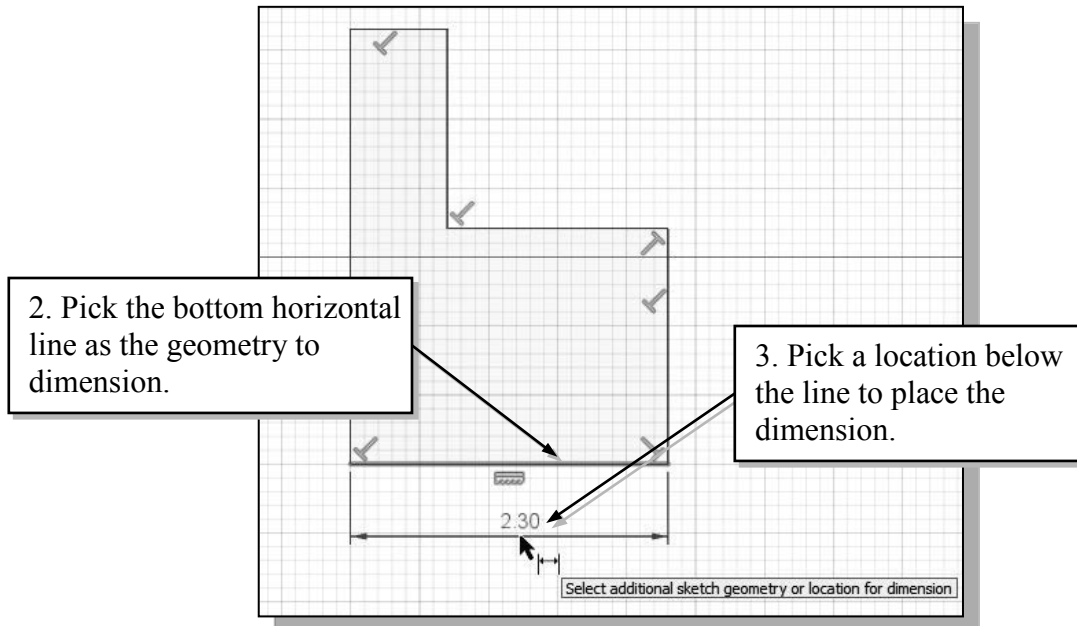 2. Pick the bottom horizontal
line as the geometry to
dimension.
3. Pick a location below
the line to place the
dimension.
2.30
Select additional sketch geometry or location for dimension